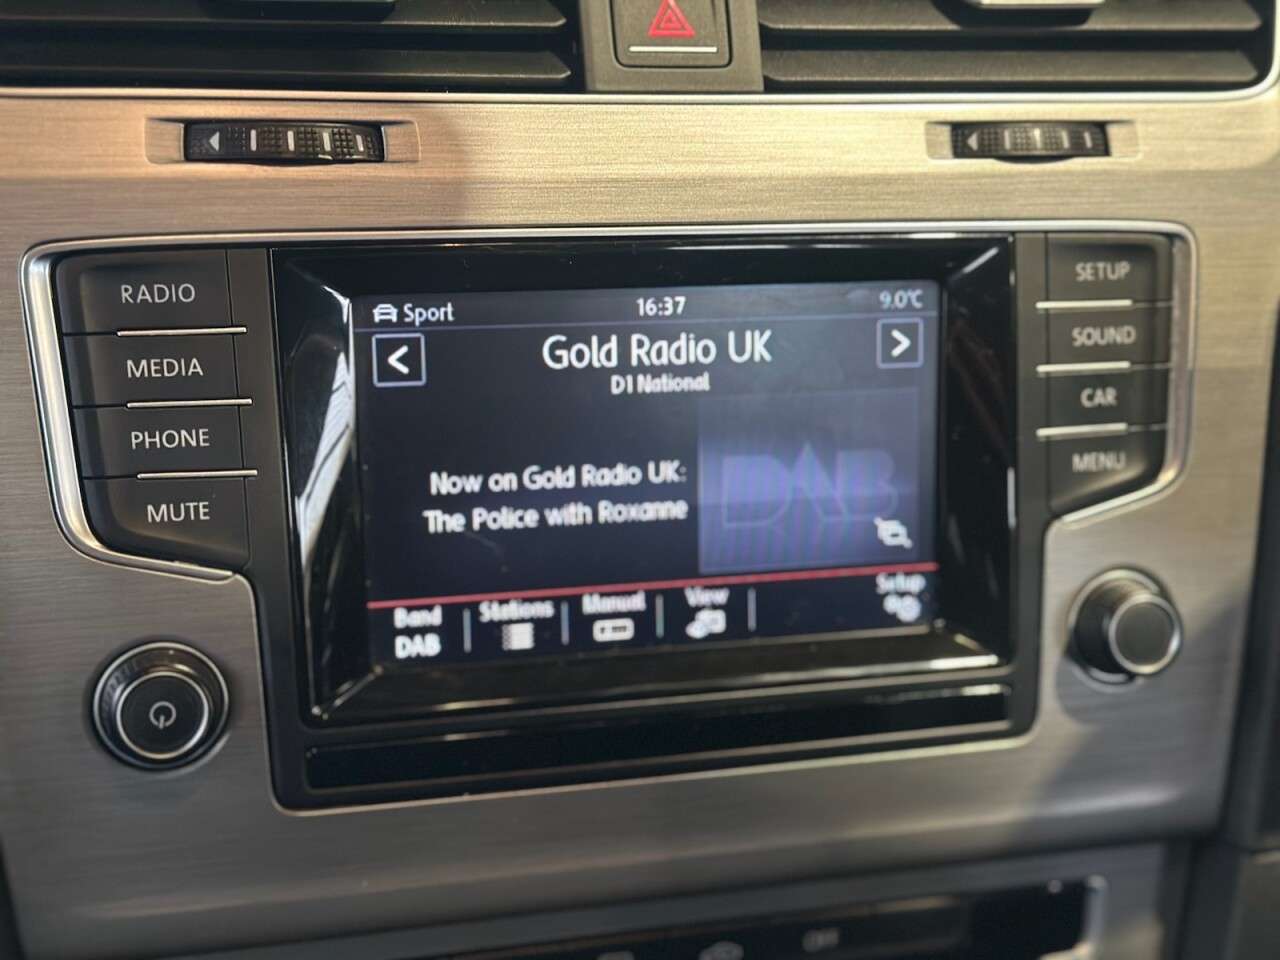 RADIO
MEDIA
PHONE
MUTE
Sport
16:37
9.0°C
Gold Radio UK
D1 National
Now on Gold Radio UK:
The Police with Roxanne
DAB
Band
DAB
Stations
Manual
View
Setup
SETUP
SOUND
CAR
MENU
OFF